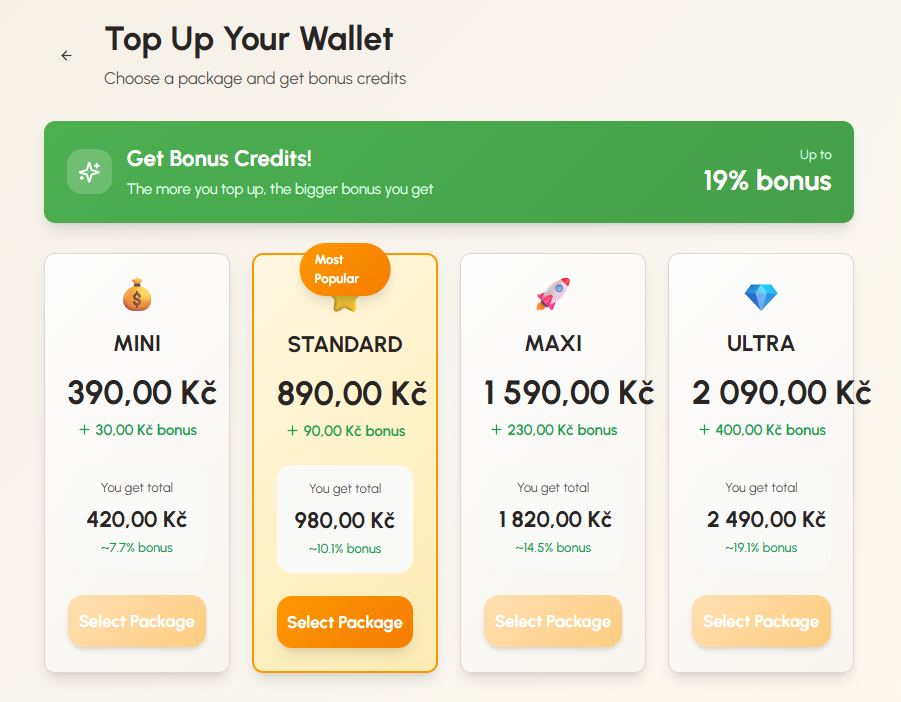 Top Up Your Wallet
Choose a package and get bonus credits
Get Bonus Credits!
The more you top up, the bigger bonus you get
Up to
19% bonus
MINI
390,00 Kč
+ 30,00 Kč bonus
You get total
420,00 Kč
~7.7% bonus
Select Package
Most
Popular
STANDARD
890,00 Kč
+ 90,00 Kč bonus
You get total
980,00 Kč
~10.1% bonus
Select Package
MAXI
1 590,00 Kč
+ 230,00 Kč bonus
You get total
1 820,00 Kč
~14.5% bonus
Select Package
ULTRA
2 090,00 Kč
+ 400,00 Kč bonus
You get total
2 490,00 Kč
~19.1% bonus
Select Package